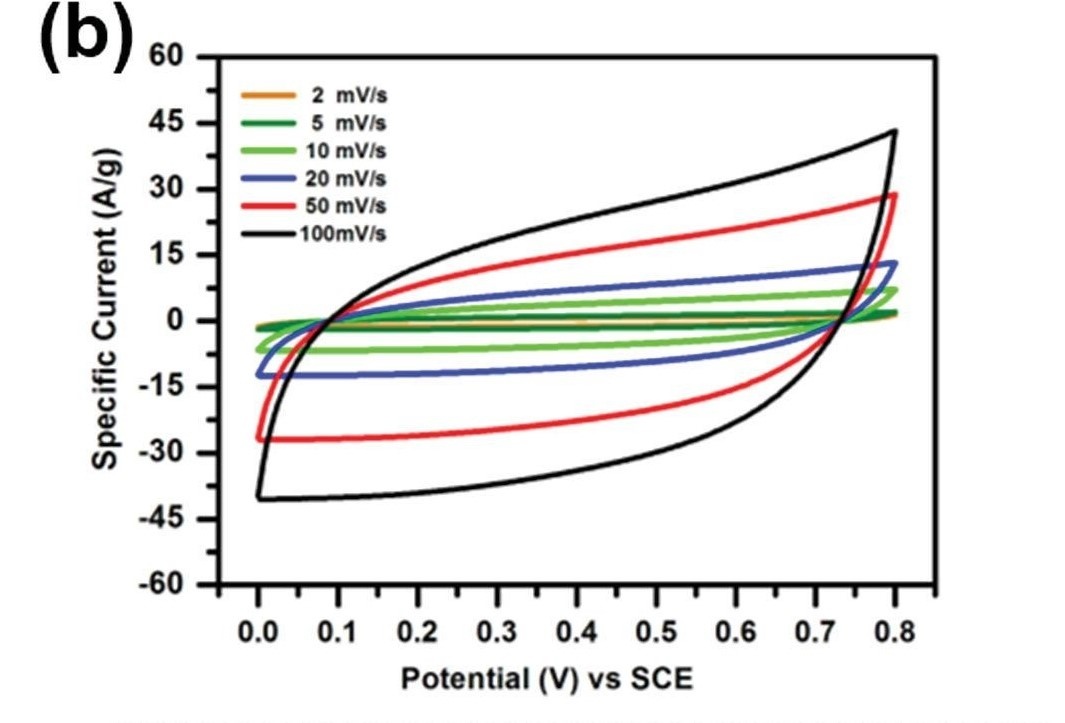 (b)
60
45
30
15
0
-15
-30
-45
-60
Specific Current (A/g)
2 mV/s
5 mV/s
10 mV/s
20 mV/s
50 mV/s
100mV/s
0.0 0.1 0.2 0.3 0.4 0.5 0.6 0.7 0.8
Potential (V) vs SCE